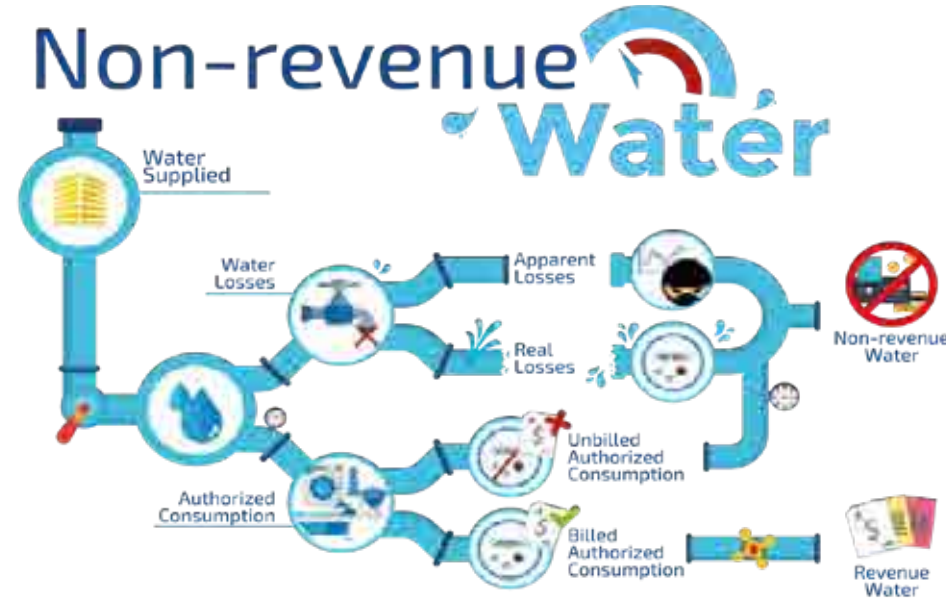 Non-revenue
Water
Water
Supplied
Water
Losses
Apparent
Losses
Real
Losses
Non-revenue
Water
Unbilled
Authorized
Consumption
Authorized
Consumption
Billed
Authorized
Consumption
Revenue
Water